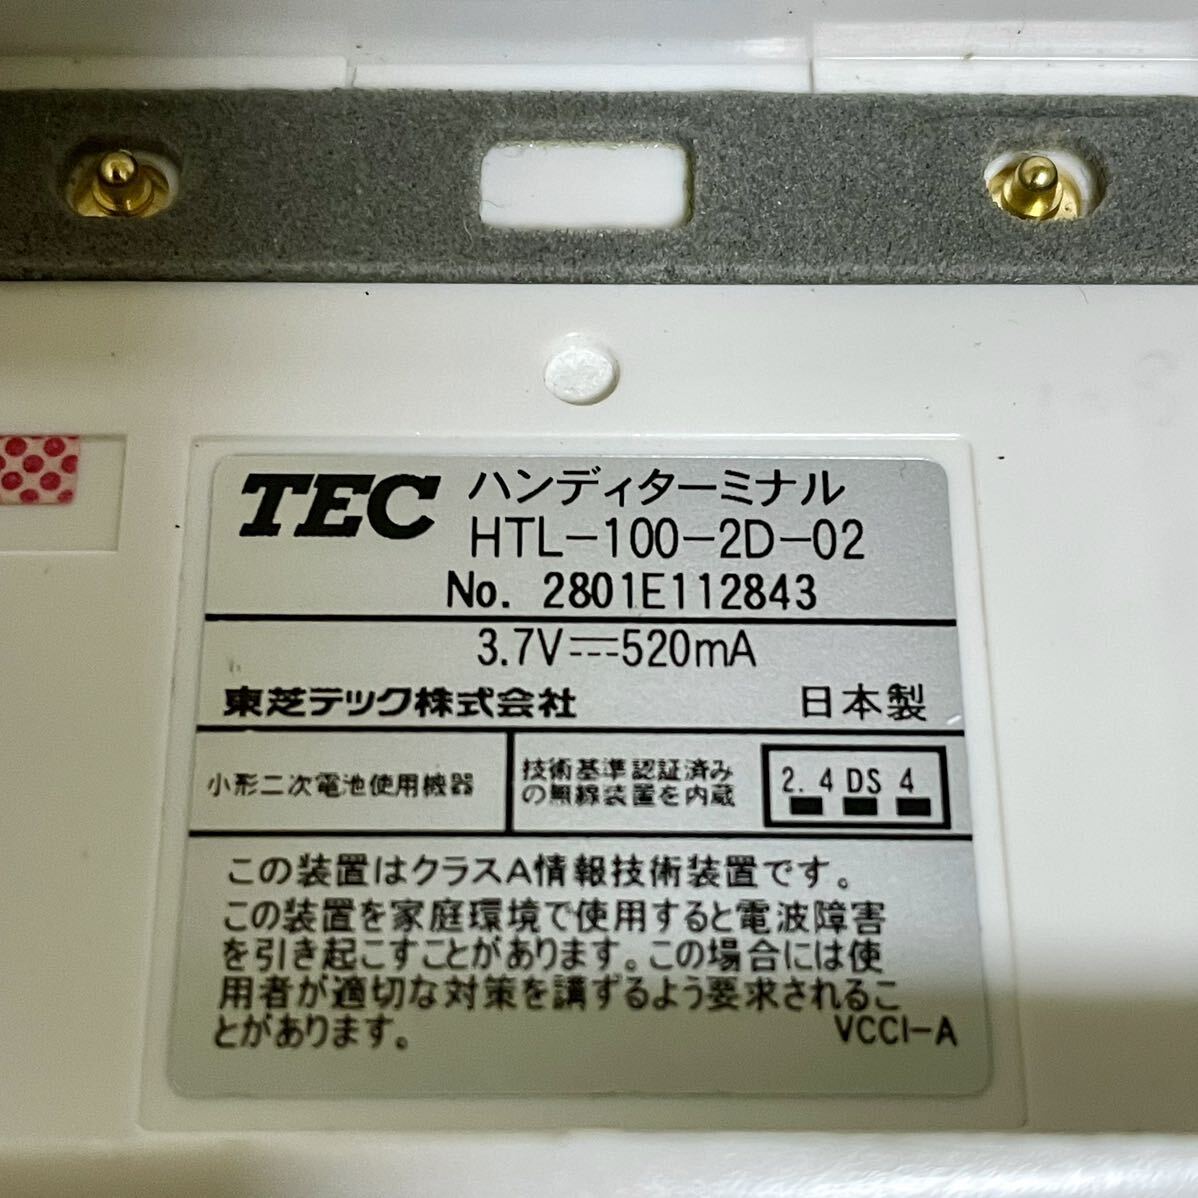 TEC ハンディターミナル
HTL-100-2D-02
No. 2801E112843
3.7V⎓520mA
東芝テック株式会社 日本製
小形二次電池使用機器
技術基準認証済み
の無線装置を内蔵
2.4DS4
この装置はクラスA情報技術装置です。
この装置を家庭環境で使用すると電波障害
を引き起こすことがあります。この場合には使
用者が適切な対策を講ずるよう要求されるこ
とがあります。 VCCI-A